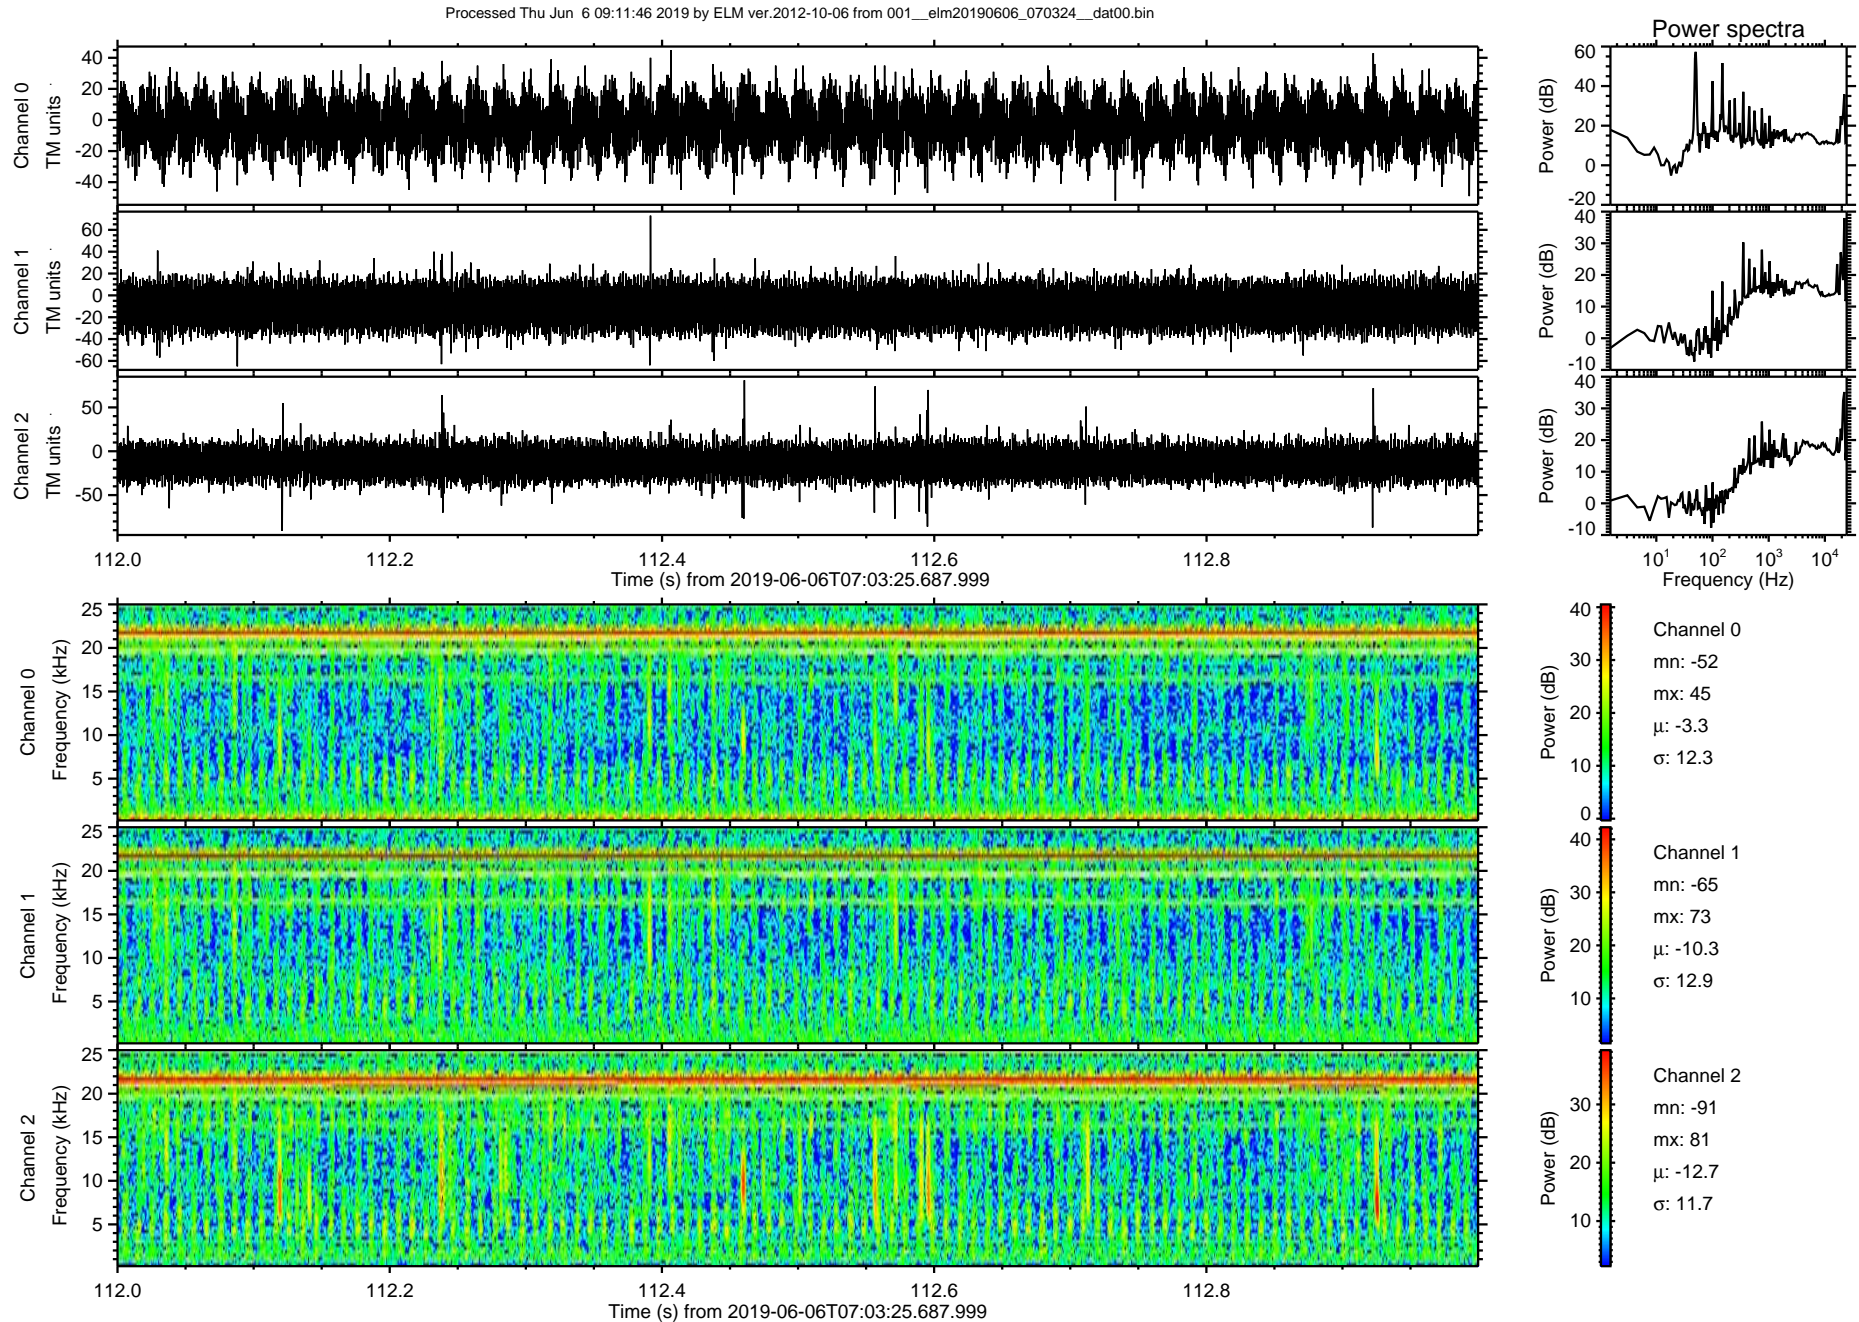 Processed Thu Jun  6 09:11:46 2019 by ELM ver.2012-10-06 from 001__elm20190606_070324__dat00.bin
Power spectra
Channel 0
TM units
40
20
0
-20
-40
Power (dB)
60
40
20
0
-20
Channel 1
TM units
60
40
20
0
-20
-40
-60
Power (dB)
40
30
20
10
0
-10
Channel 2
TM units
50
0
-50
Power (dB)
40
30
20
10
0
-10
112.0 112.2 112.4 112.6 112.8
Time (s) from 2019-06-06T07:03:25.687.999
10^1 10^2 10^3 10^4
Frequency (Hz)
Channel 0
Frequency (kHz)
25
20
15
10
5
Power (dB)
40
30
20
10
0
Channel 0
mn: -52
mx: 45
μ: -3.3
σ: 12.3
Channel 1
Frequency (kHz)
25
20
15
10
5
Power (dB)
40
30
20
10
Channel 1
mn: -65
mx: 73
μ: -10.3
σ: 12.9
Channel 2
Frequency (kHz)
25
20
15
10
5
Power (dB)
30
20
10
Channel 2
mn: -91
mx: 81
μ: -12.7
σ: 11.7
112.0 112.2 112.4 112.6 112.8
Time (s) from 2019-06-06T07:03:25.687.999